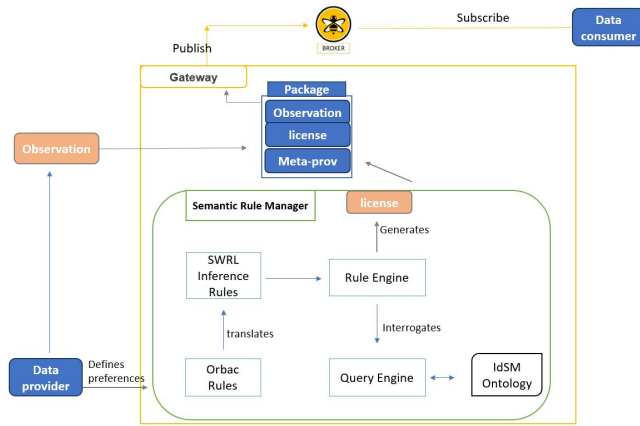 Subscribe
Data
consumer
Publish
BROKER
Gateway
Package
Observation
license
Meta-prov
Observation
Semantic Rule Manager
license
Generates
SWRL
Inference
Rules
Rule Engine
translates
Interrogates
Data
provider
Defines
preferences
Orbac
Rules
Query Engine
IdSM
Ontology